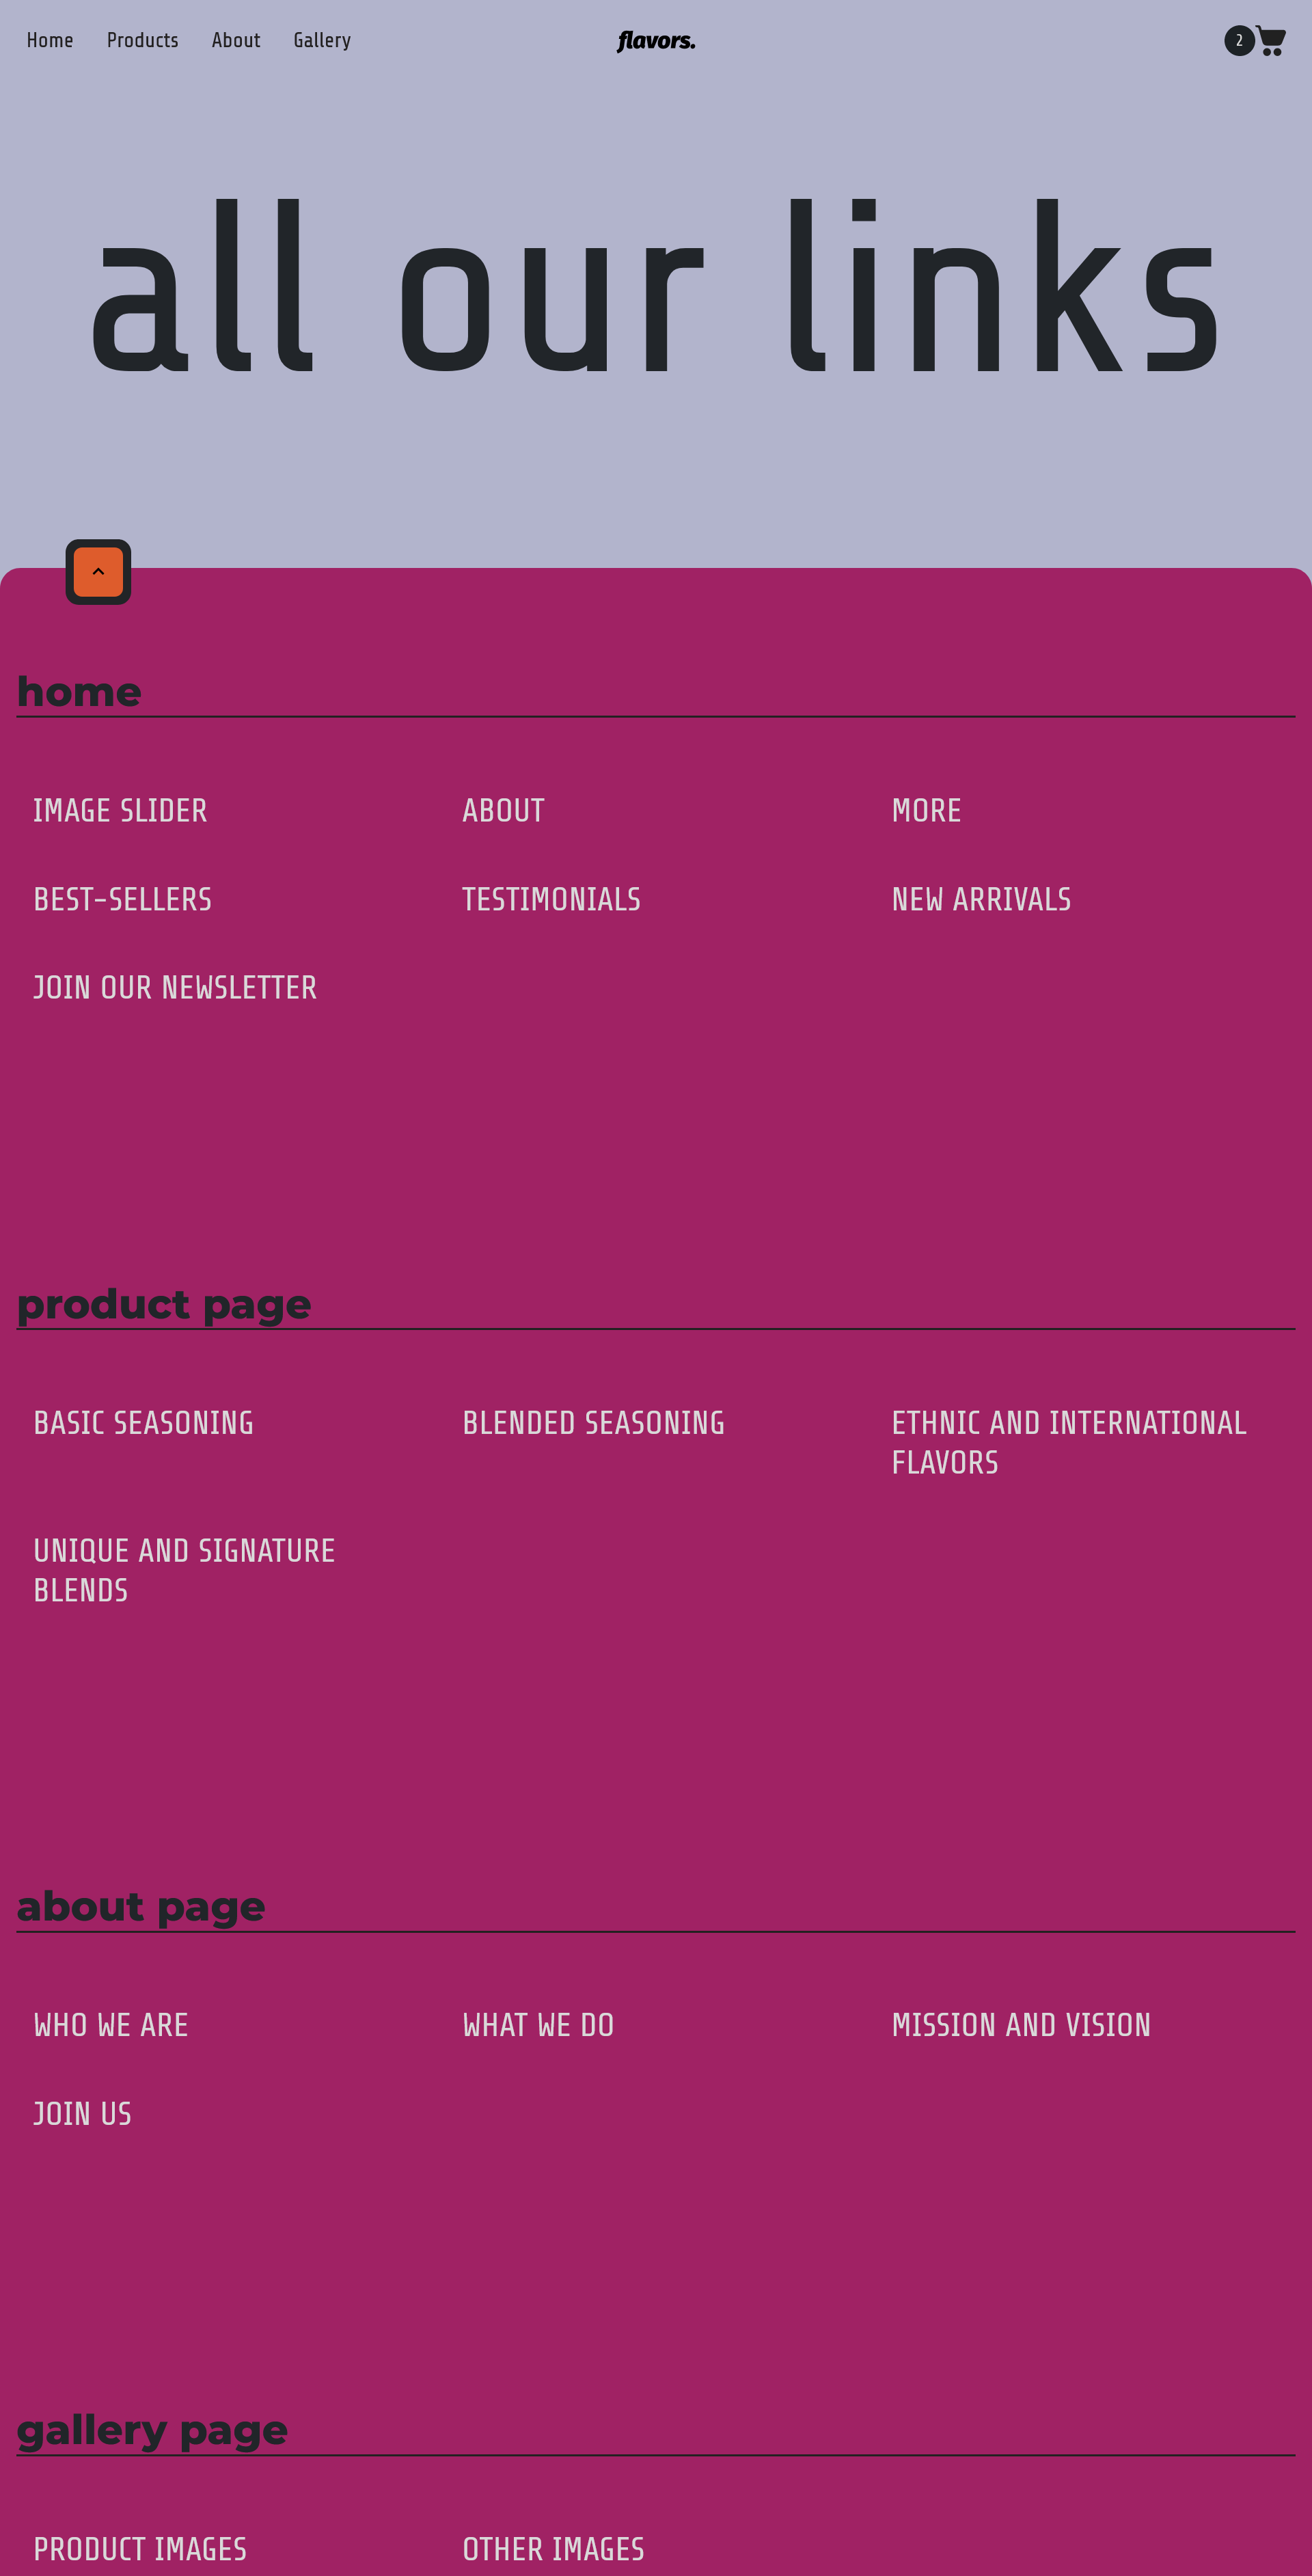 Home Products About Gallery flavors. 2
all our links
home
IMAGE SLIDER ABOUT MORE
BEST-SELLERS TESTIMONIALS NEW ARRIVALS
JOIN OUR NEWSLETTER
product page
BASIC SEASONING BLENDED SEASONING ETHNIC AND INTERNATIONAL
FLAVORS
UNIQUE AND SIGNATURE
BLENDS
about page
WHO WE ARE WHAT WE DO MISSION AND VISION
JOIN US
gallery page
PRODUCT IMAGES OTHER IMAGES